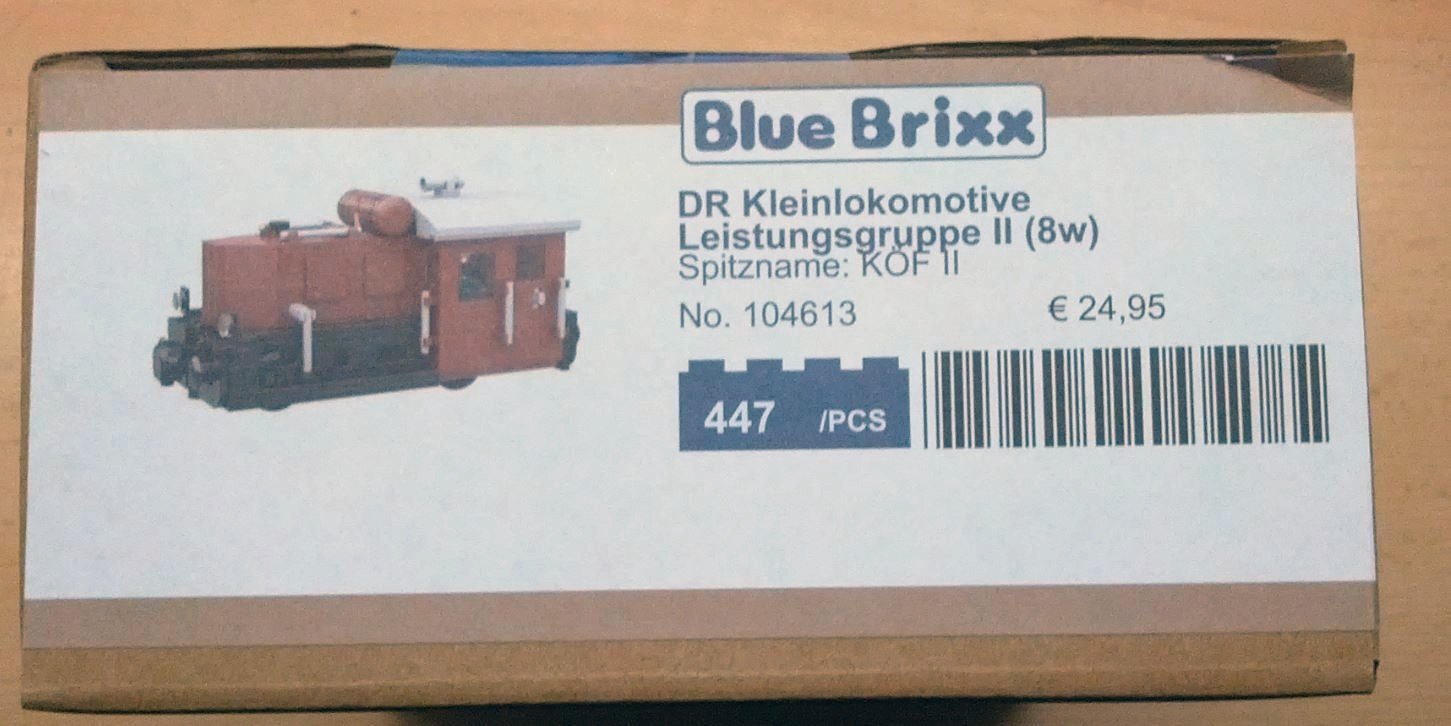 Blue Brixx
DR Kleinlokomotive
Leistungsgruppe II (8w)
Spitzname: KÖF II
No. 104613 € 24,95
447 /PCS